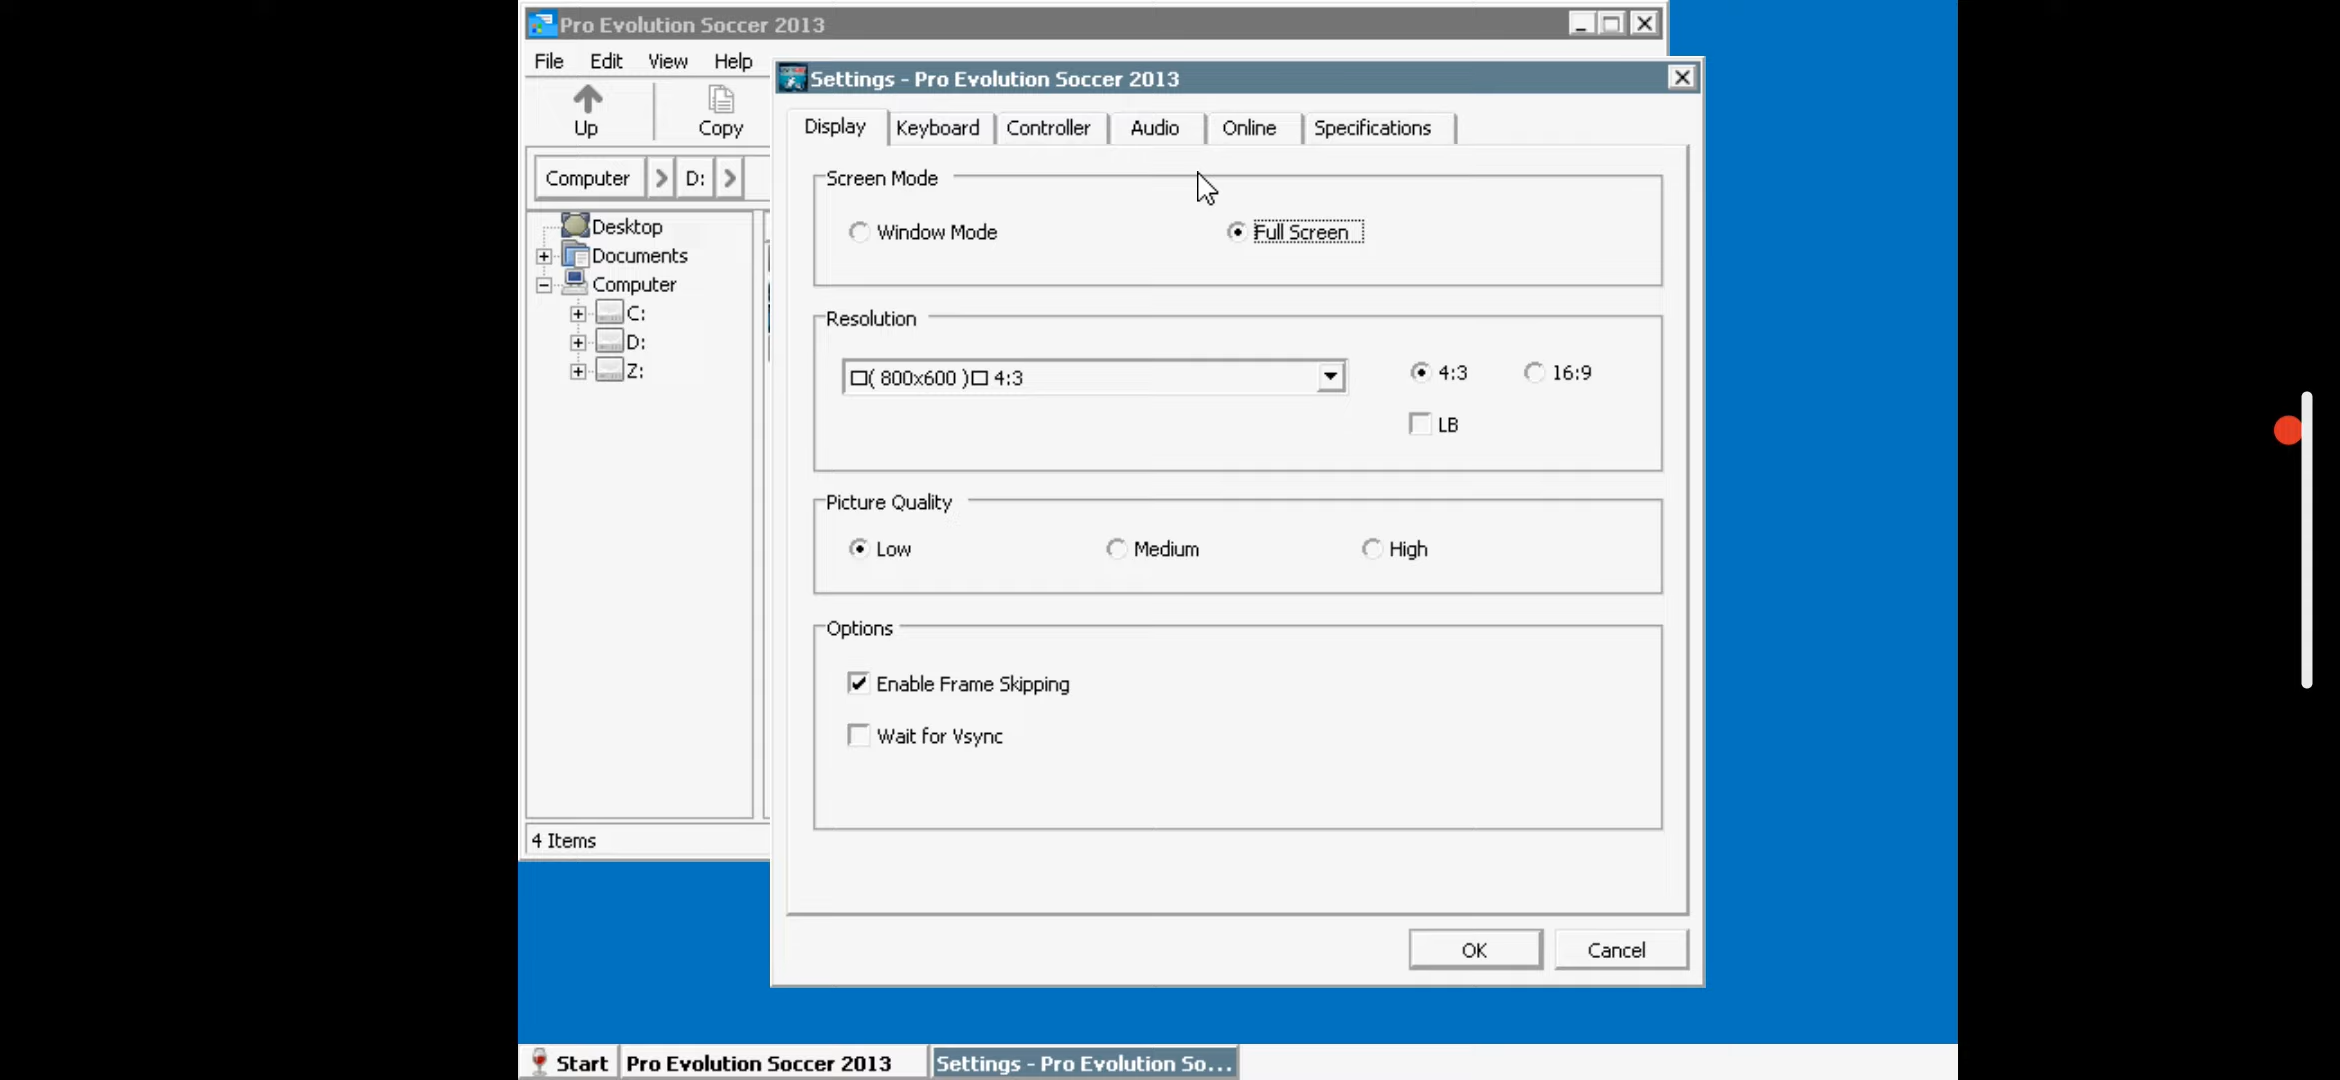 Pro Evolution Soccer 2013
File Edit View Help
Up
Copy
Computer
D:
Desktop
Documents
Computer
C:
D:
Z:
4 Items
Settings - Pro Evolution Soccer 2013
Display Keyboard Controller Audio Online Specifications
Screen Mode
Window Mode Full Screen
Resolution
□( 800x600 )□ 4:3
4:3 16:9
LB
Picture Quality
Low Medium High
Options
Enable Frame Skipping
Wait for Vsync
OK Cancel
Start Pro Evolution Soccer 2013 Settings - Pro Evolution So...